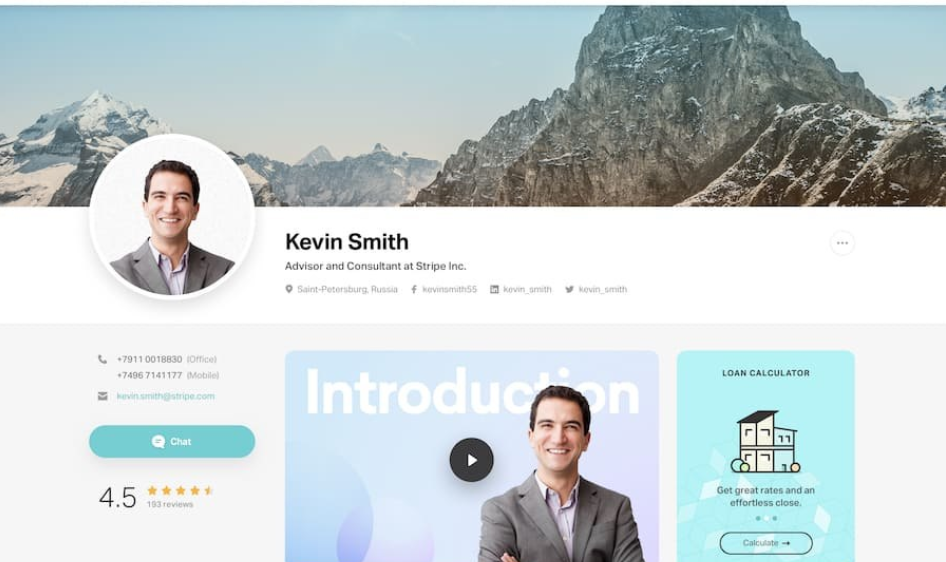 Kevin Smith
Advisor and Consultant at Stripe Inc.
Saint-Petersburg, Russia kevinsmith55 kevin_smith kevin_smith
+7911 0018830 (Office)
+7496 7141177 (Mobile)
kevin.smith@stripe.com
Chat
4.5
193 reviews
Introduction
LOAN CALCULATOR
Get great rates and an
effortless close.
Calculate →